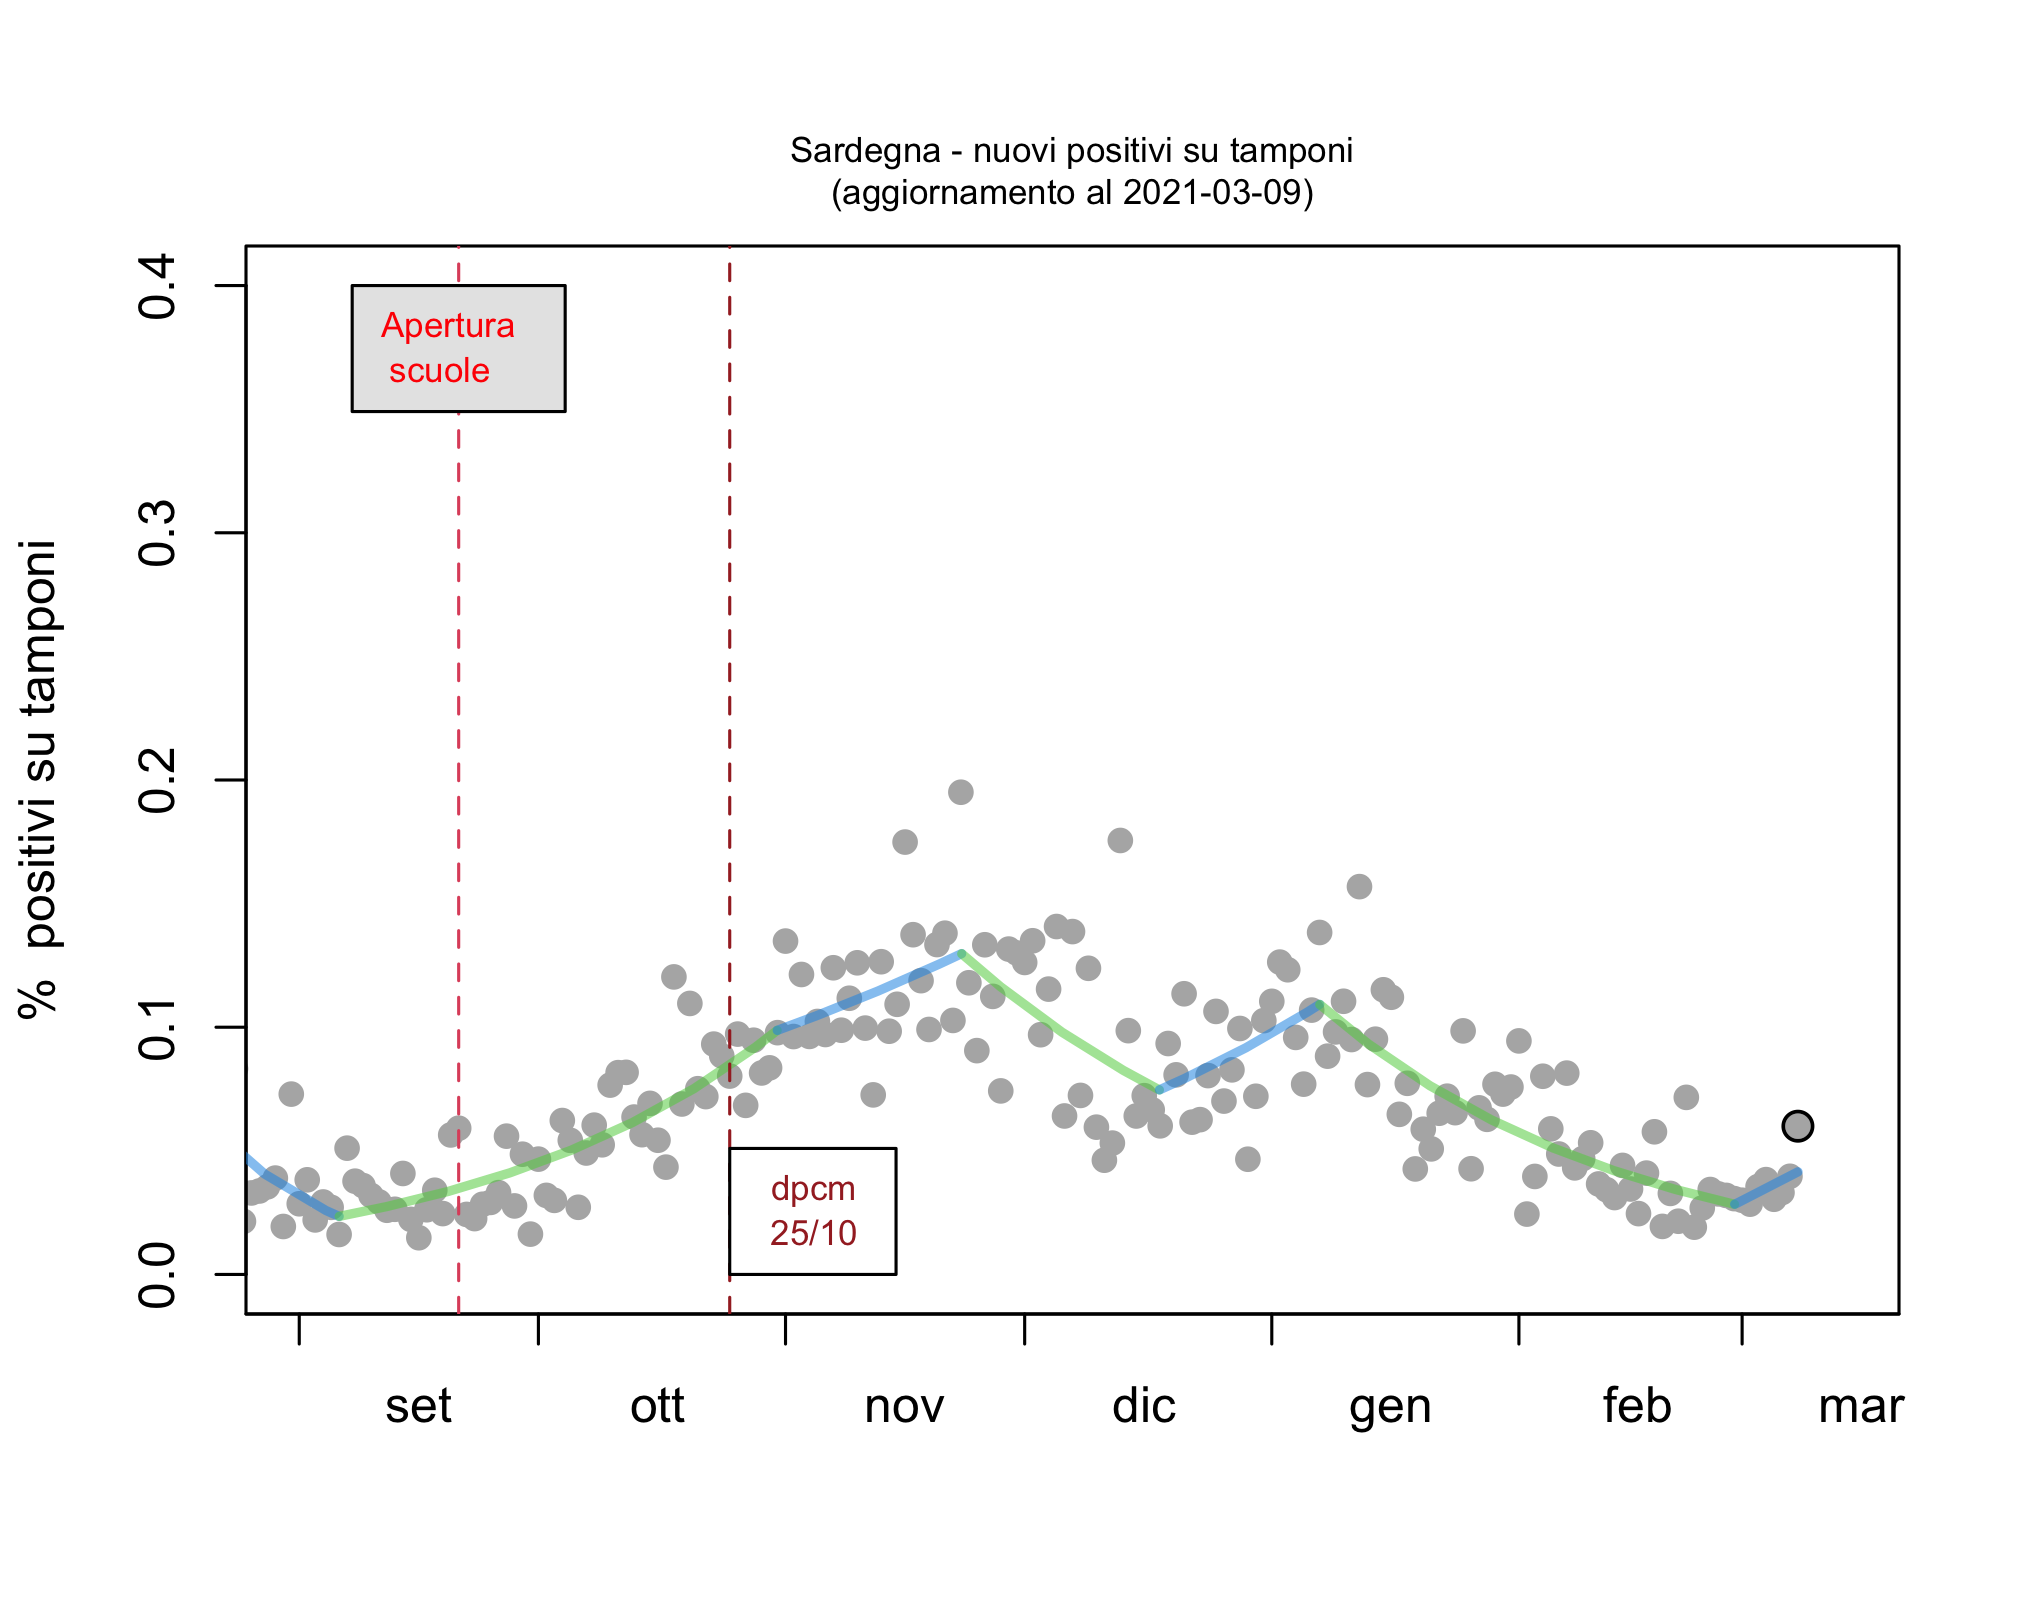 Sardegna - nuovi positivi su tamponi
(aggiornamento al 2021-03-09)
% positivi su tamponi
0.4
0.3
0.2
0.1
0.0
Apertura
scuole
dpcm
25/10
set
ott
nov
dic
gen
feb
mar